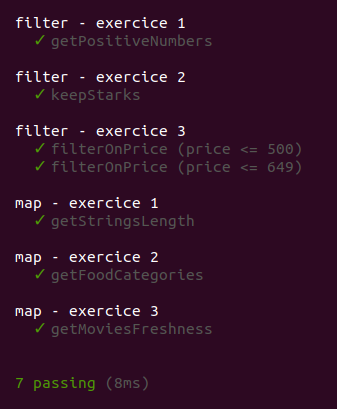 filter - exercice 1
✓ getPositiveNumbers
filter - exercice 2
✓ keepStarks
filter - exercice 3
✓ filterOnPrice (price <= 500)
✓ filterOnPrice (price <= 649)
map - exercice 1
✓ getStringsLength
map - exercice 2
✓ getFoodCategories
map - exercice 3
✓ getMoviesFreshness
7 passing (8ms)